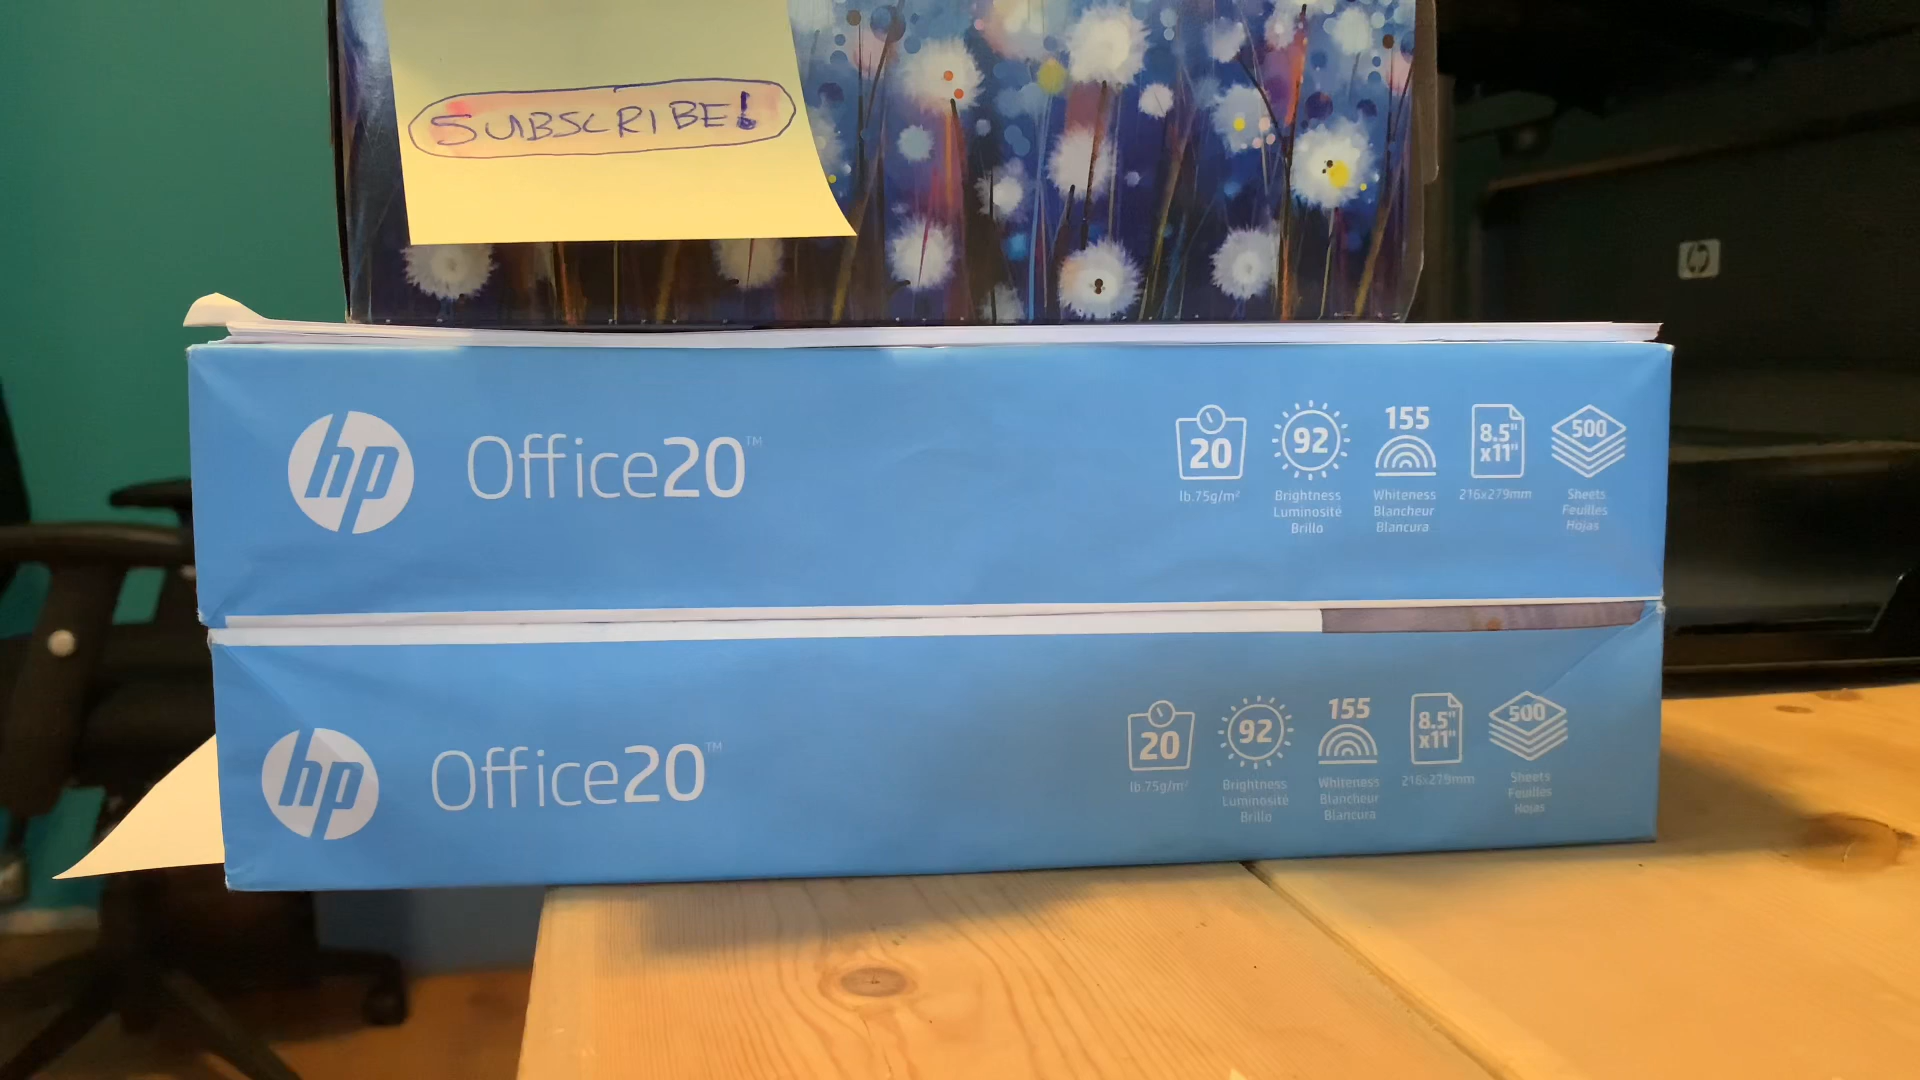 SUBSCRIBE!
hp
hp Office20™
20
lb.75g/m²
92
Brightness
Luminosité
Brillo
155
Whiteness
Blancheur
Blancura
8.5"
x11"
216x279mm
500
Sheets
Feuilles
Hojas
hp Office20™
20
lb.75g/m²
92
Brightness
Luminosité
Brillo
155
Whiteness
Blancheur
Blancura
8.5"
x11"
216x279mm
500
Sheets
Feuilles
Hojas